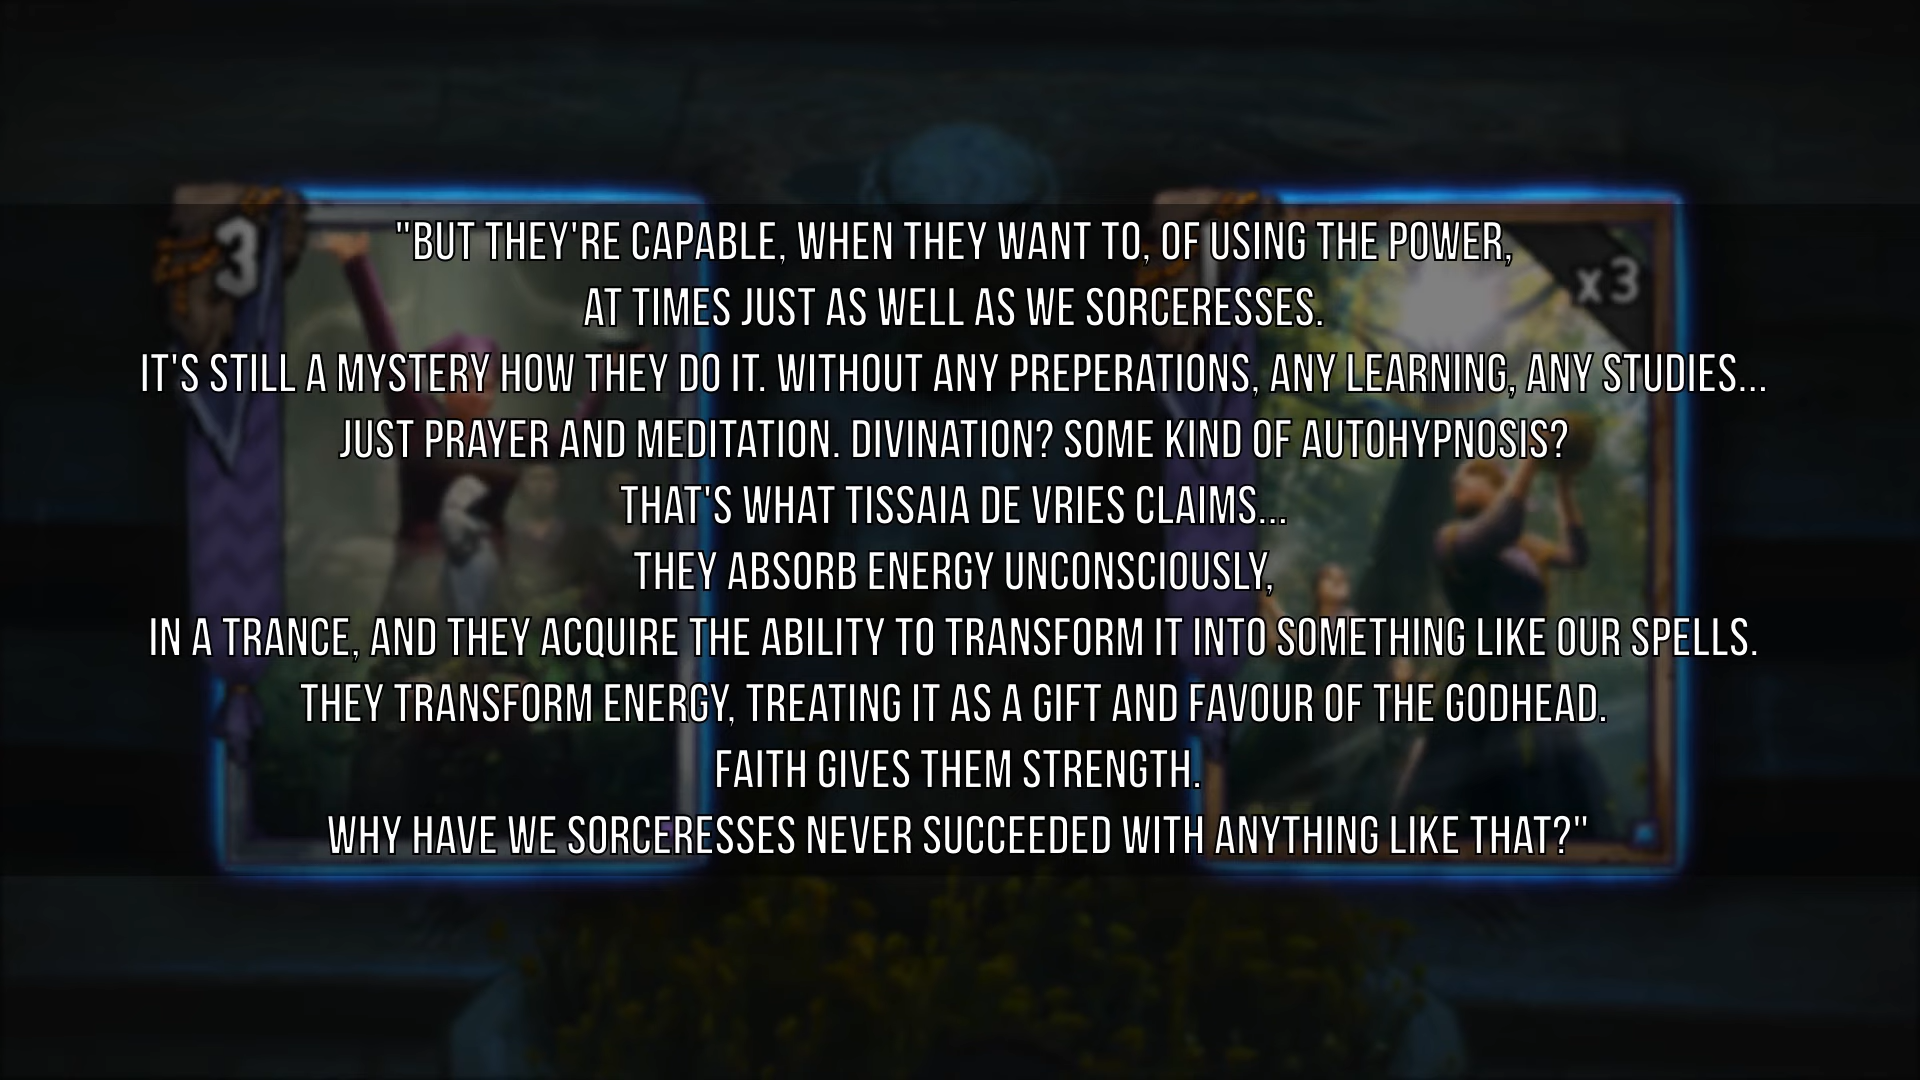 3
x3
"BUT THEY'RE CAPABLE, WHEN THEY WANT TO, OF USING THE POWER,
AT TIMES JUST AS WELL AS WE SORCERESSES.
IT'S STILL A MYSTERY HOW THEY DO IT. WITHOUT ANY PREPERATIONS, ANY LEARNING, ANY STUDIES...
JUST PRAYER AND MEDITATION. DIVINATION? SOME KIND OF AUTOHYPNOSIS?
THAT'S WHAT TISSAIA DE VRIES CLAIMS...
THEY ABSORB ENERGY UNCONSCIOUSLY,
IN A TRANCE, AND THEY ACQUIRE THE ABILITY TO TRANSFORM IT INTO SOMETHING LIKE OUR SPELLS.
THEY TRANSFORM ENERGY, TREATING IT AS A GIFT AND FAVOUR OF THE GODHEAD.
FAITH GIVES THEM STRENGTH.
WHY HAVE WE SORCERESSES NEVER SUCCEEDED WITH ANYTHING LIKE THAT?"